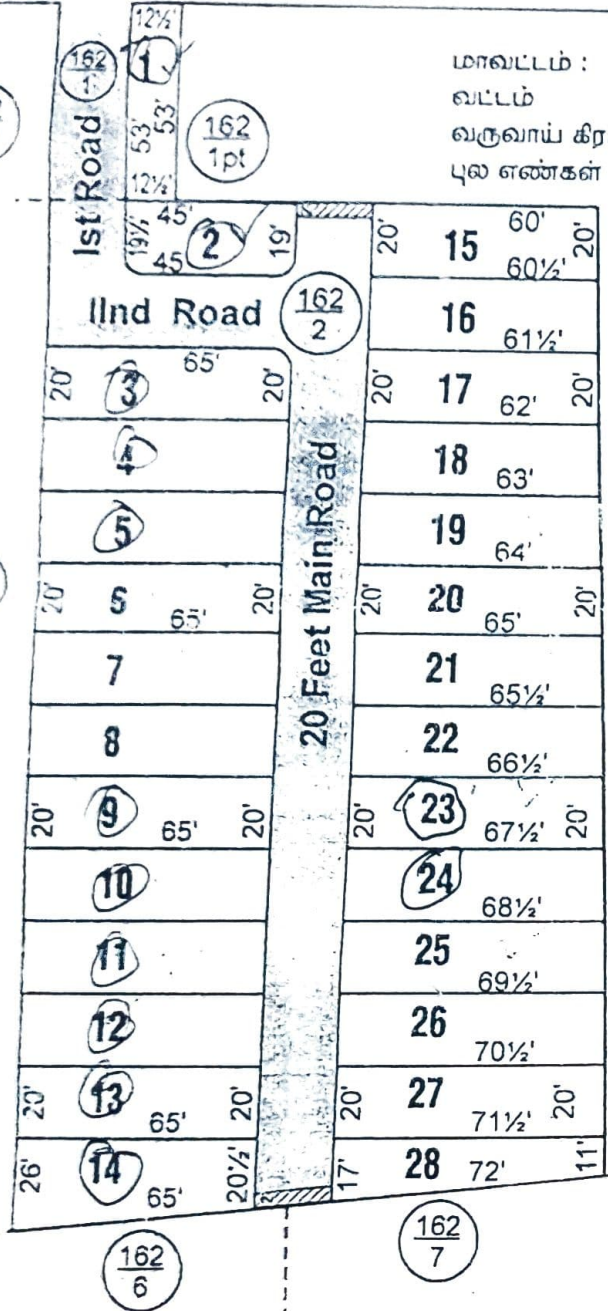 12½'
162/1
1
மாவட்டம் :
வட்டம்
வருவாய் கிர
புல எண்கள்
53' 53'
162/1pt
12½'
Ist Road
45'
19½' 2 19'
45'
60'
20' 15 20'
60½'
IInd Road
162/2
16 61½'
65'
20' 3 20'
20' 17 62' 20'
4
18 63'
5
19 64'
20' 6 65' 20'
20' 20 65' 20'
20 Feet Main Road
7
21 65½'
8
22 66½'
20' 9 65' 20'
20' 23 67½' 20'
10
24 68½'
11
25 69½'
12
26 70½'
20' 13 65' 20'
20' 27 71½' 20'
26' 14 65' 20'½'
17' 28 72' 11'
162/6
162/7